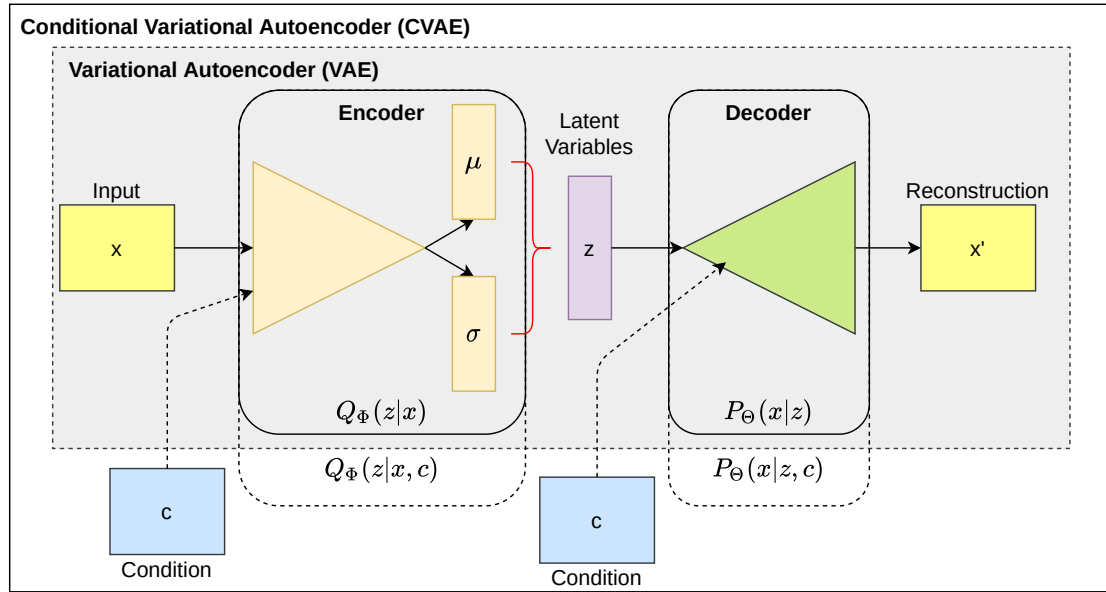 Conditional Variational Autoencoder (CVAE)
Variational Autoencoder (VAE)
Encoder
Latent
Variables
Decoder
μ
Input
Reconstruction
x
z
x'
σ
Q_Φ(z|x)
P_Θ(x|z)
Q_Φ(z|x, c)
P_Θ(x|z, c)
c
c
Condition
Condition